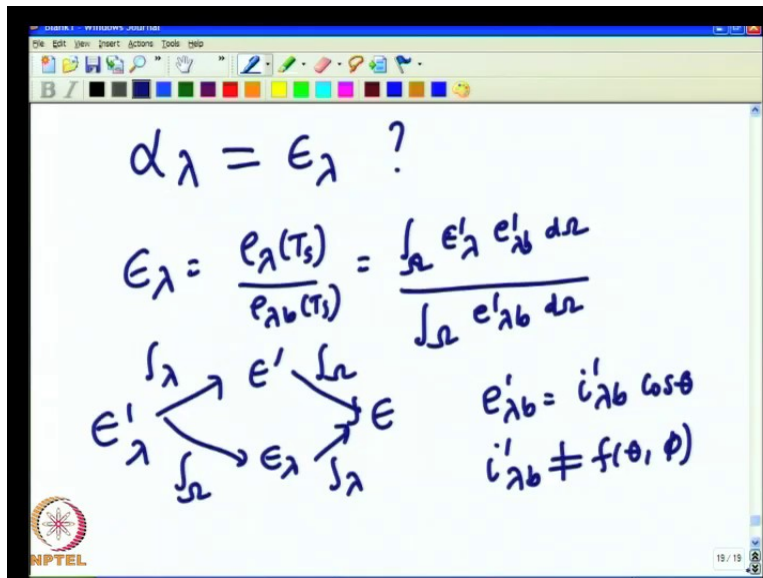 Blank1 - Windows Journal
File Edit View Insert Actions Tools Help
B I
αλ = ϵλ ?
ϵλ = eλ(Ts) / eλb(Ts) = ∫Ω ϵ'λ e'λb dΩ / ∫Ω e'λb dΩ
∫λ ϵ' ∫Ω
ϵ'λ ϵ
∫Ω ϵλ ∫λ
e'λb = i'λb cosθ
i'λb ≠ f(θ, ϕ)
NPTEL
19 / 19